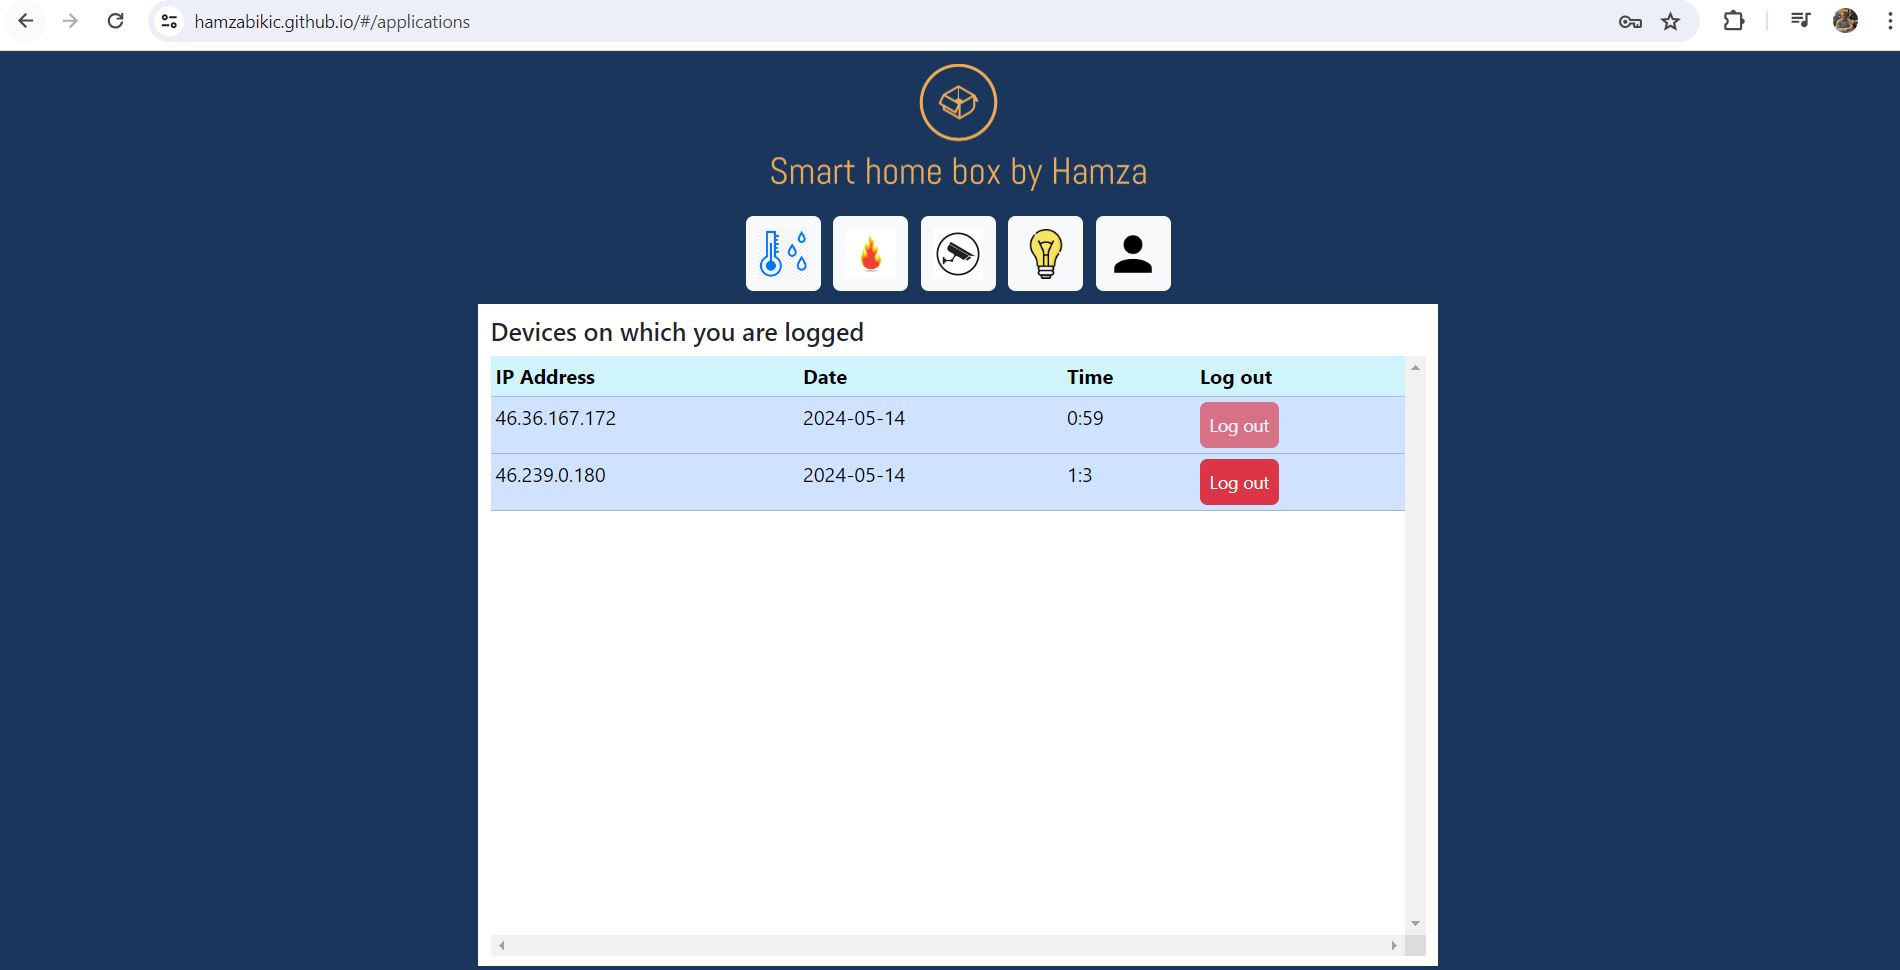 hamzabikic.github.io/#/applications
Smart home box by Hamza
Devices on which you are logged
IP Address Date Time Log out
46.36.167.172 2024-05-14 0:59 Log out
46.239.0.180 2024-05-14 1:3 Log out